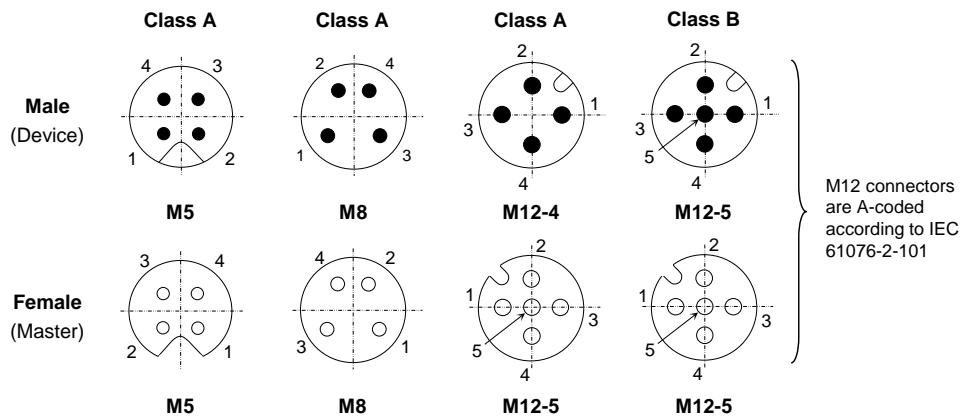 Class A Class A Class A Class B
4 3 2 4 2 2
Male
(Device)
1 1
3 3
1 2 1 3 5
4 4
M5 M8 M12-4 M12-5
M12 connectors
are A-coded
according to IEC
61076-2-101
3 4 4 2 2 2
Female
(Master)
1 3 1 3
2 1 3 1 5 5
4 4
M5 M8 M12-5 M12-5